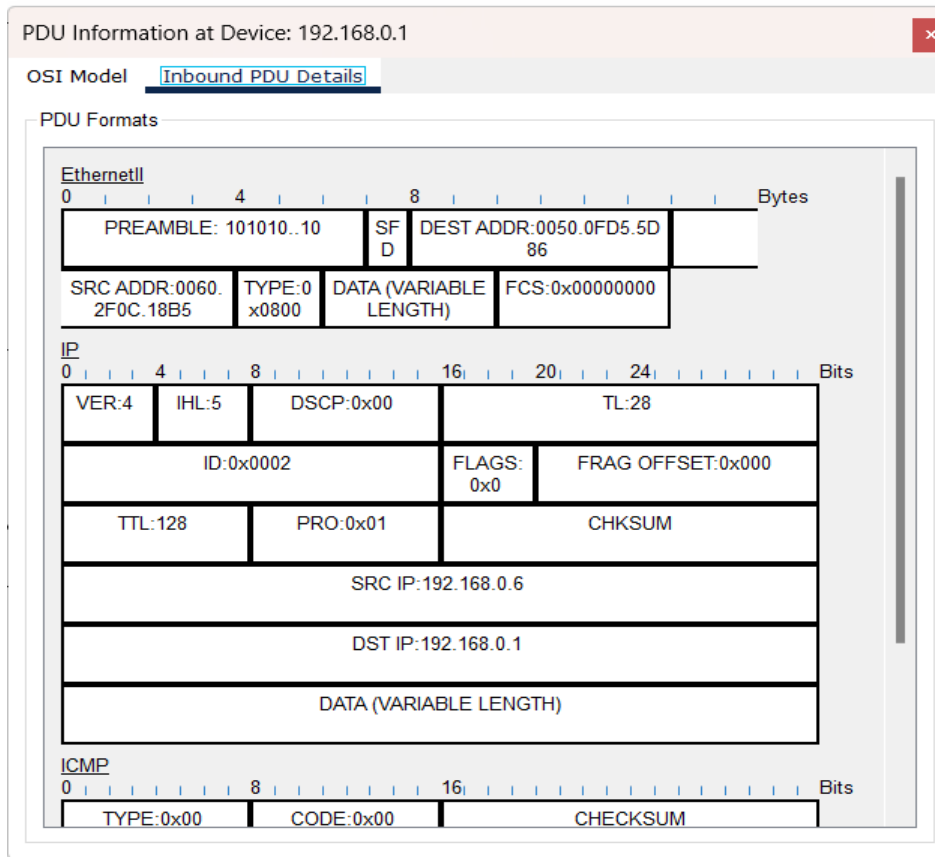 PDU Information at Device: 192.168.0.1
×
OSI Model Inbound PDU Details
PDU Formats
EthernetII
0 4 8 Bytes
PREAMBLE: 101010..10 SF DEST ADDR:0050.0FD5.5D
D 86
SRC ADDR:0060. TYPE:0 DATA (VARIABLE FCS:0x00000000
2F0C.18B5 x0800 LENGTH)
IP
0 4 8 16 20 24 Bits
VER:4 IHL:5 DSCP:0x00 TL:28
ID:0x0002 FLAGS: FRAG OFFSET:0x000
0x0
TTL:128 PRO:0x01 CHKSUM
SRC IP:192.168.0.6
DST IP:192.168.0.1
DATA (VARIABLE LENGTH)
ICMP
0 8 16 Bits
TYPE:0x00 CODE:0x00 CHECKSUM